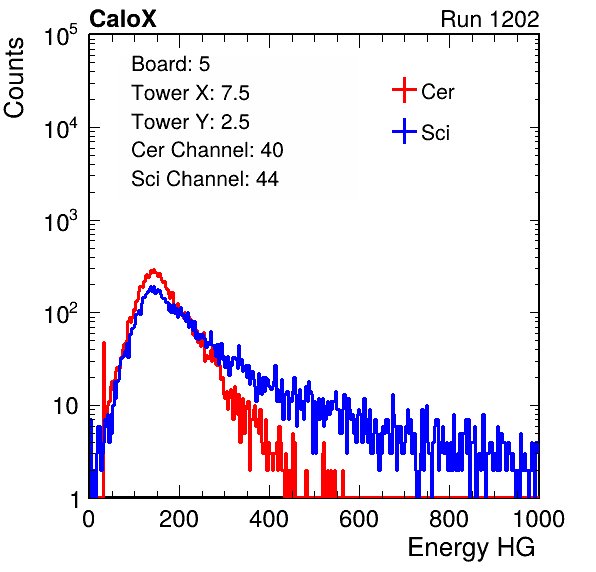 CaloX Run 1202
Counts
10^5
10^4
10^3
10^2
10
1
Board: 5
Tower X: 7.5
Tower Y: 2.5
Cer Channel: 40
Sci Channel: 44
Cer
Sci
0 200 400 600 800 1000
Energy HG